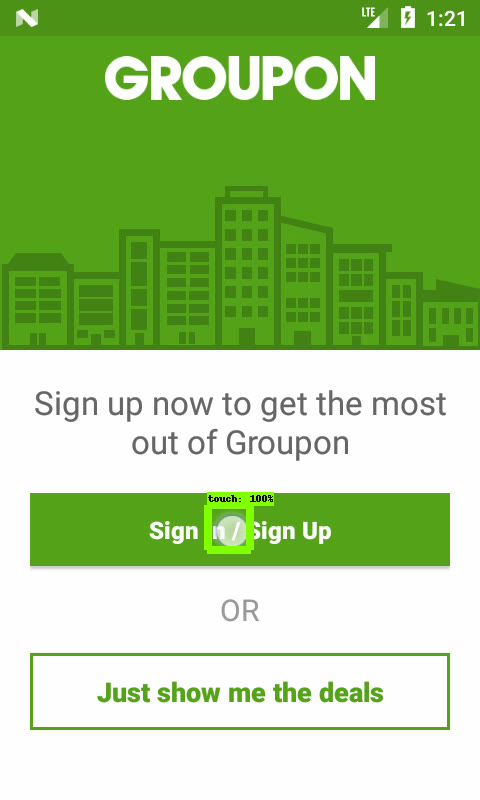 LTE 1:21
GROUPON
Sign up now to get the most
out of Groupon
touch: 100%
Sign In / Sign Up
OR
Just show me the deals